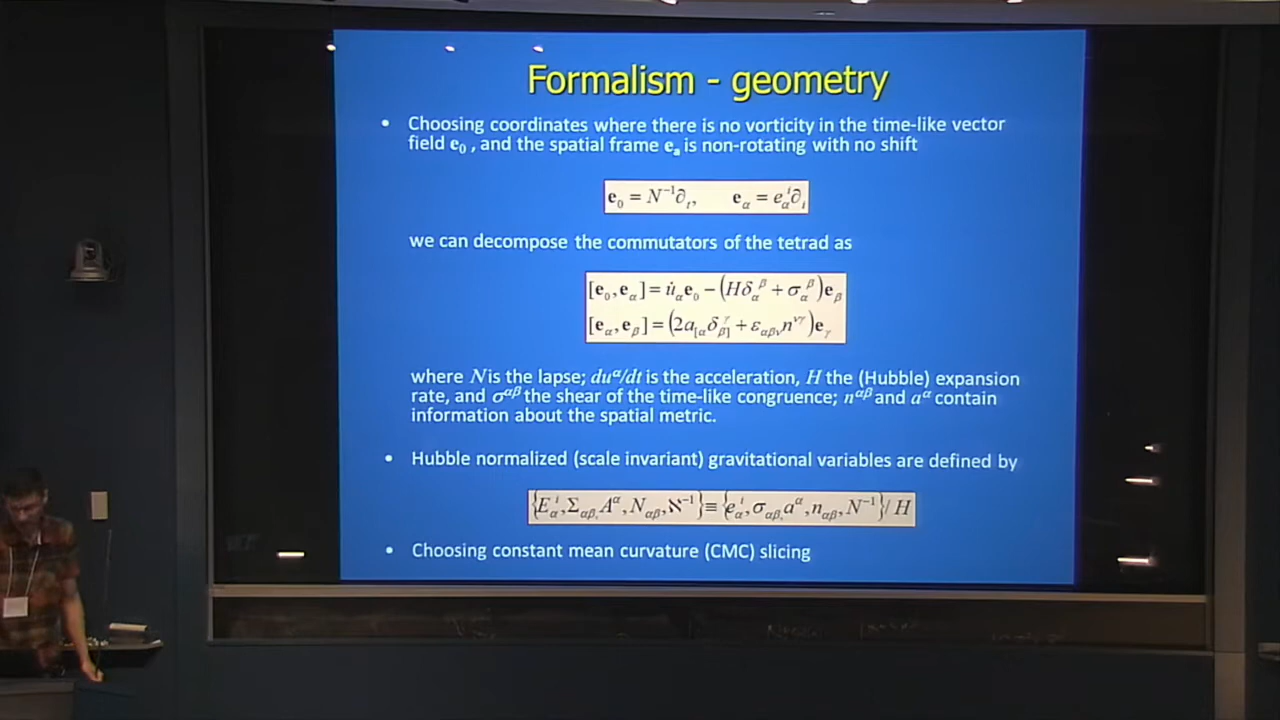 Formalism - geometry
• Choosing coordinates where there is no vorticity in the time-like vector
field e₀ , and the spatial frame eₐ is non-rotating with no shift
e₀ = N⁻¹∂ₜ, e_α = e_α^i ∂_i
we can decompose the commutators of the tetrad as
[e₀, e_α] = u̇_α e₀ − (Hδ_α^β + σ_α^β) e_β
[e_α, e_β] = (2a_[α δ_β]^γ + ε_αβν n^νγ) e_γ
where N is the lapse; du^α/dt is the acceleration, H the (Hubble) expansion
rate, and σ^αβ the shear of the time-like congruence; n^αβ and a^α contain
information about the spatial metric.
• Hubble normalized (scale invariant) gravitational variables are defined by
{E_α^i, Σ_αβ, A^α, N_αβ, ℵ⁻¹} ≡ {e_α^i, σ_αβ, a^α, n_αβ, N⁻¹} / H
• Choosing constant mean curvature (CMC) slicing